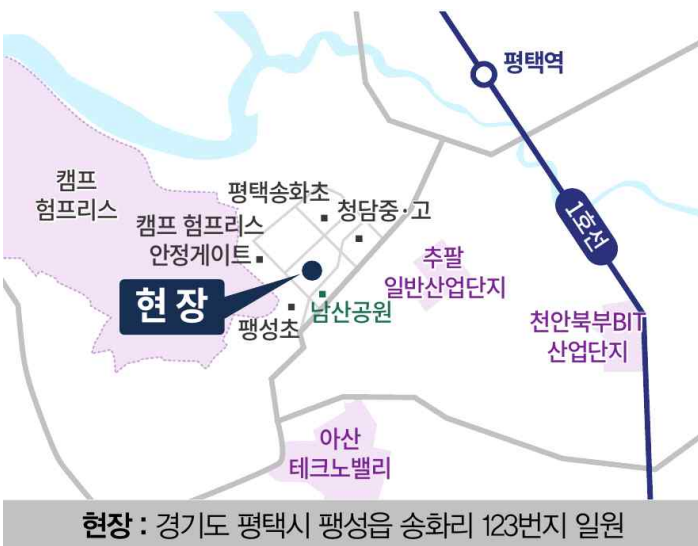 평택역
1호선
캠프
험프리스
평택송화초
청담중·고
캠프 험프리스
안정게이트
현 장
추팔
일반산업단지
남산공원
팽성초
천안북부BIT
산업단지
아산
테크노밸리
현장 : 경기도 평택시 팽성읍 송화리 123번지 일원